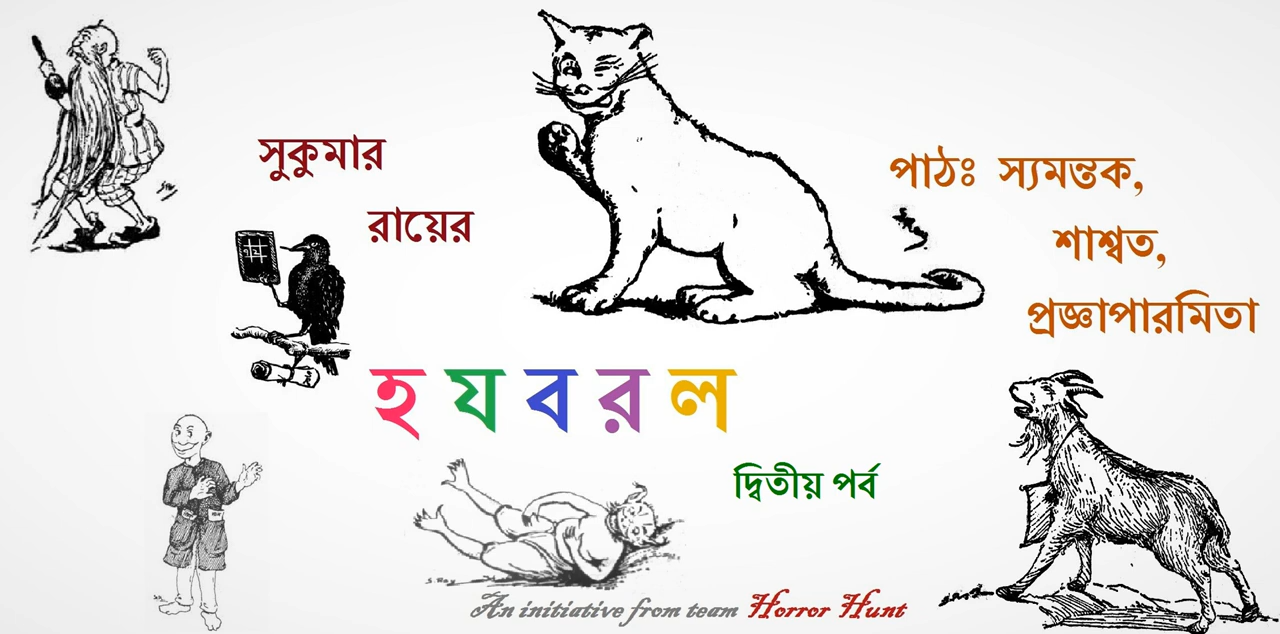 সুকুমার
রায়ের
পাঠঃ স্যমন্তক,
শাশ্বত,
প্রজ্ঞাপারমিতা
হ য ব র ল
দ্বিতীয় পর্ব
An initiative from team Horror Hunt